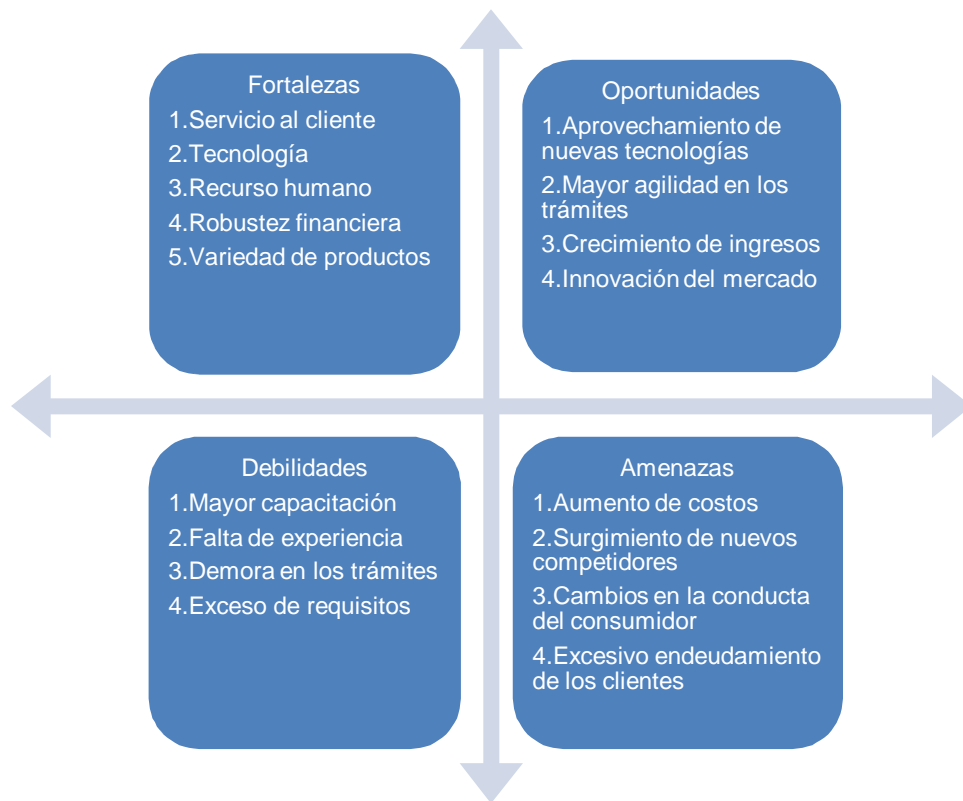 Fortalezas
1.Servicio al cliente
2.Tecnología
3.Recurso humano
4.Robustez financiera
5.Variedad de productos
Oportunidades
1.Aprovechamiento de
nuevas tecnologías
2.Mayor agilidad en los
trámites
3.Crecimiento de ingresos
4.Innovación del mercado
Debilidades
1.Mayor capacitación
2.Falta de experiencia
3.Demora en los trámites
4.Exceso de requisitos
Amenazas
1.Aumento de costos
2.Surgimiento de nuevos
competidores
3.Cambios en la conducta
del consumidor
4.Excesivo endeudamiento
de los clientes